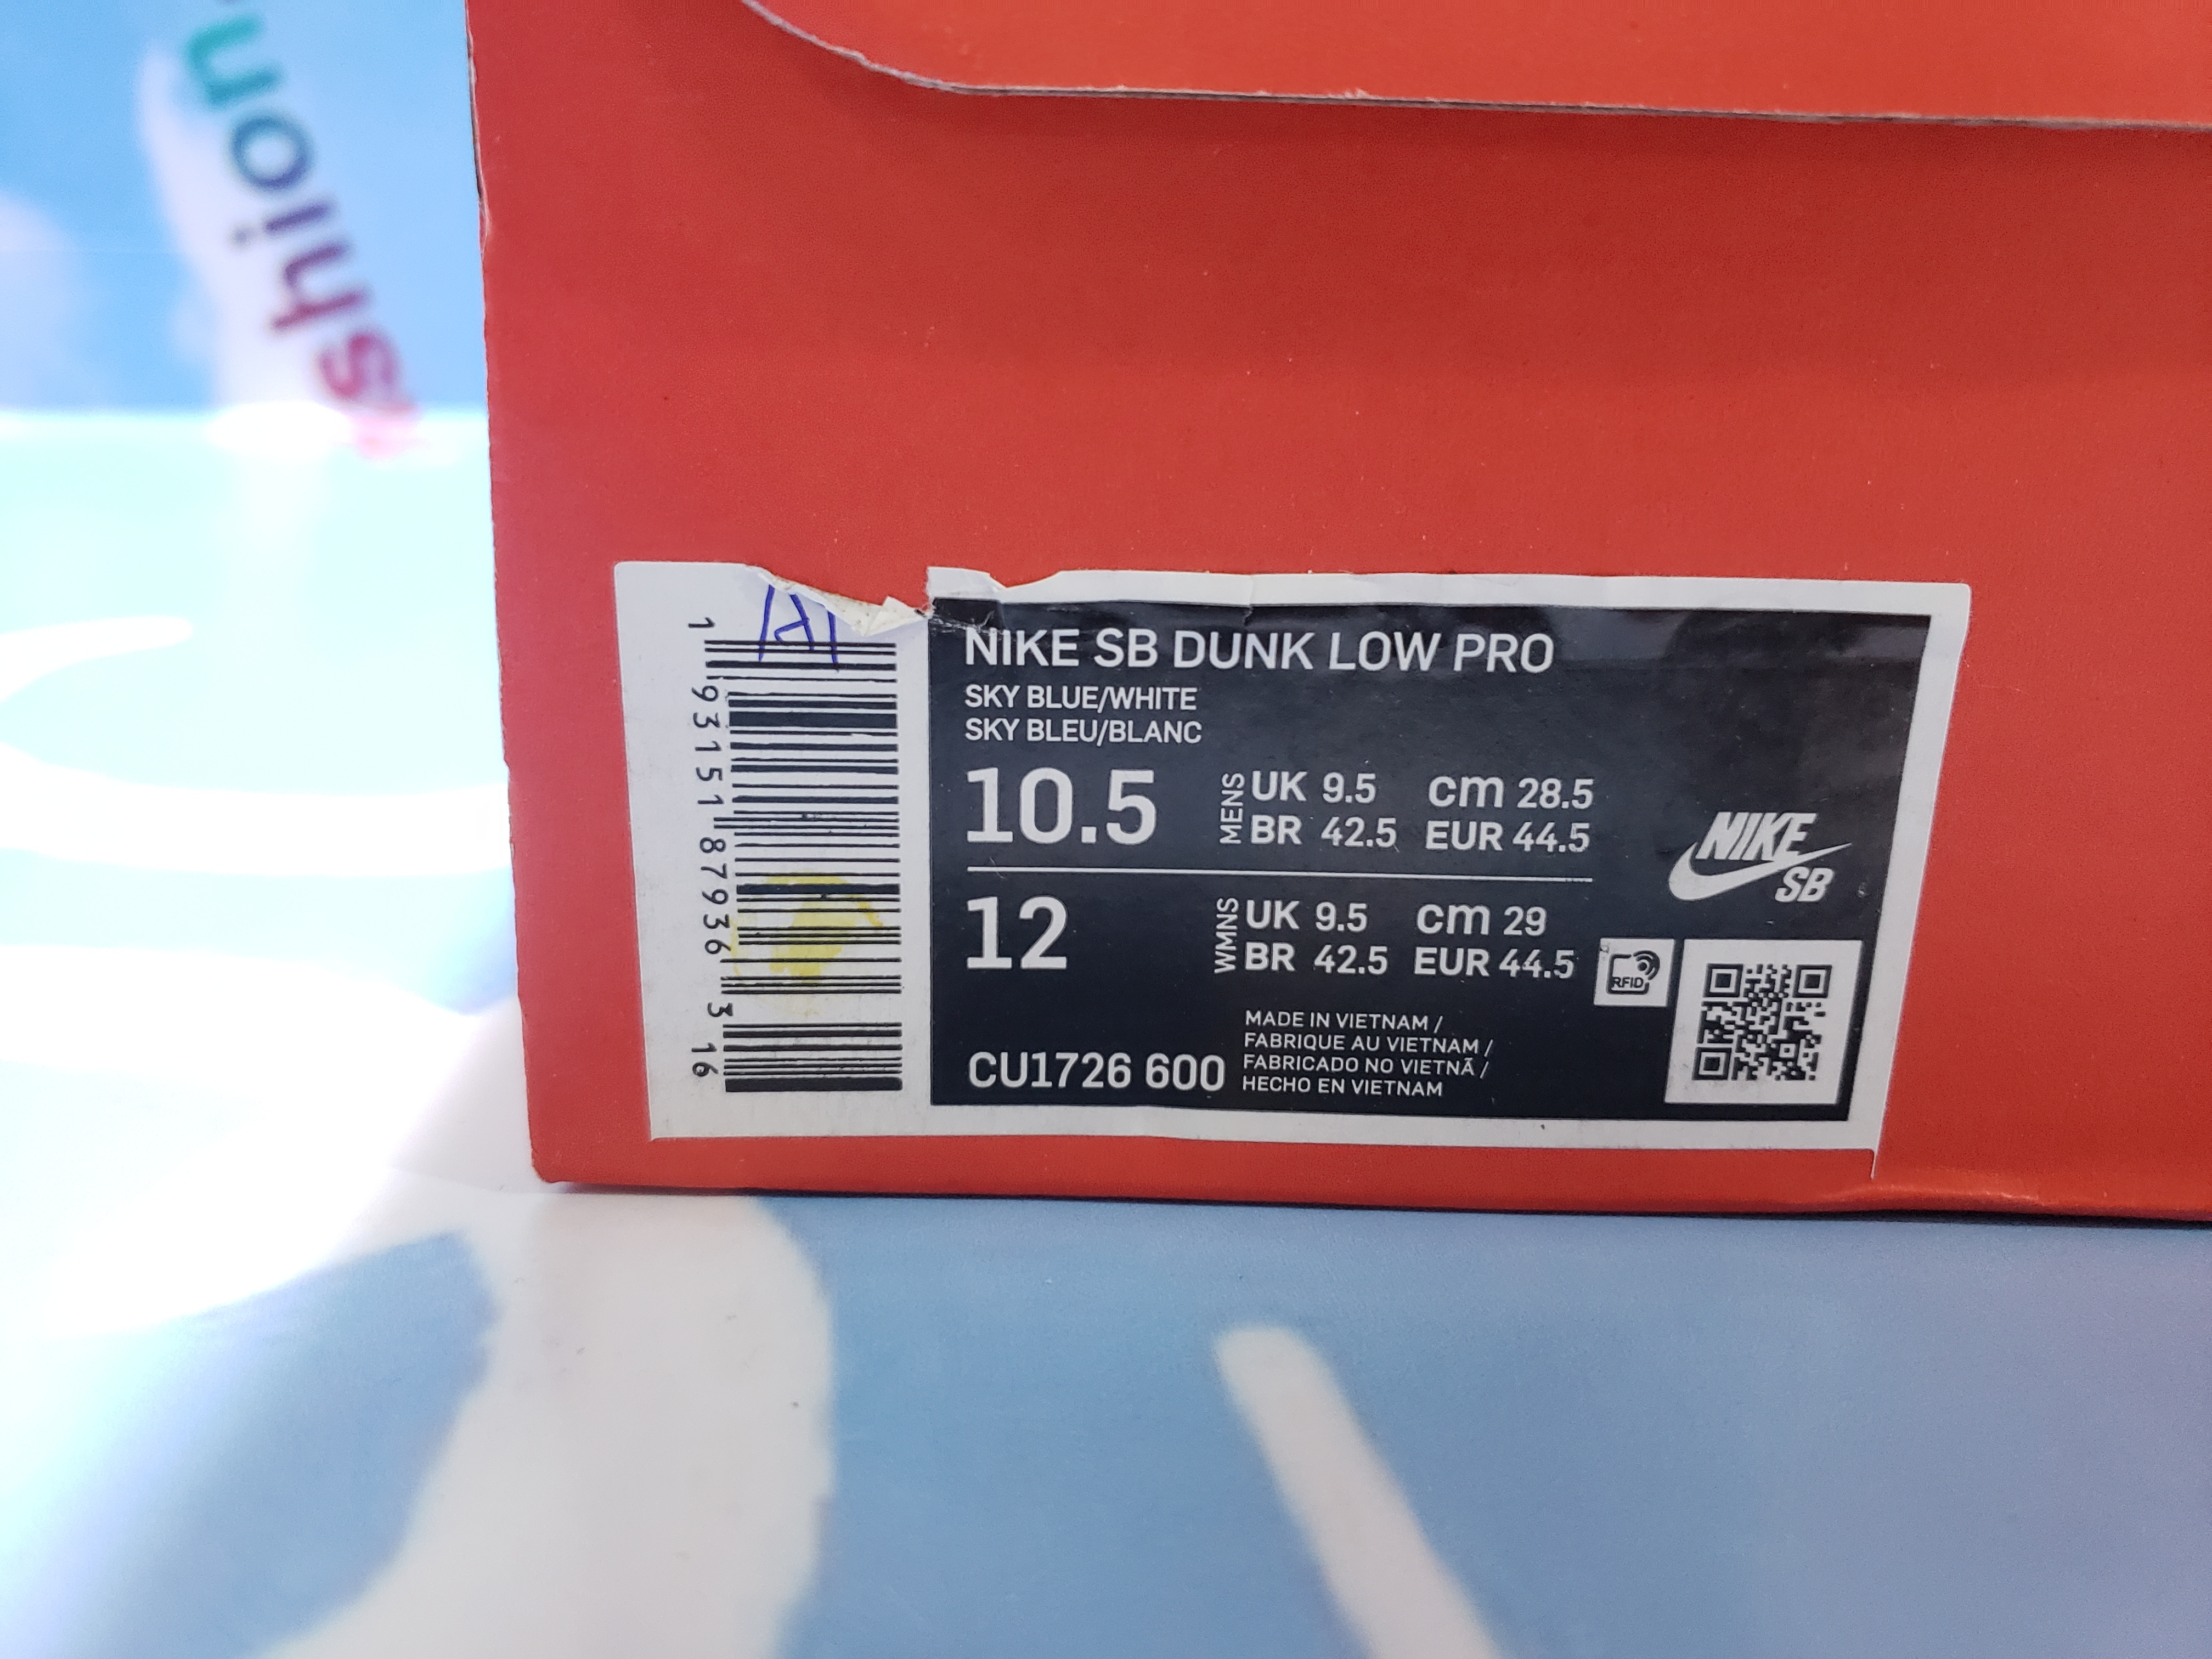 shion
AI
1 93151 87936 3 16
NIKE SB DUNK LOW PRO
SKY BLUE/WHITE
SKY BLEU/BLANC
10.5 MENS UK 9.5 cm 28.5
BR 42.5 EUR 44.5
12 WMNS UK 9.5 cm 29
BR 42.5 EUR 44.5
NIKE
SB
RFID
CU1726 600
MADE IN VIETNAM /
FABRIQUE AU VIETNAM /
FABRICADO NO VIETNÃ /
HECHO EN VIETNAM